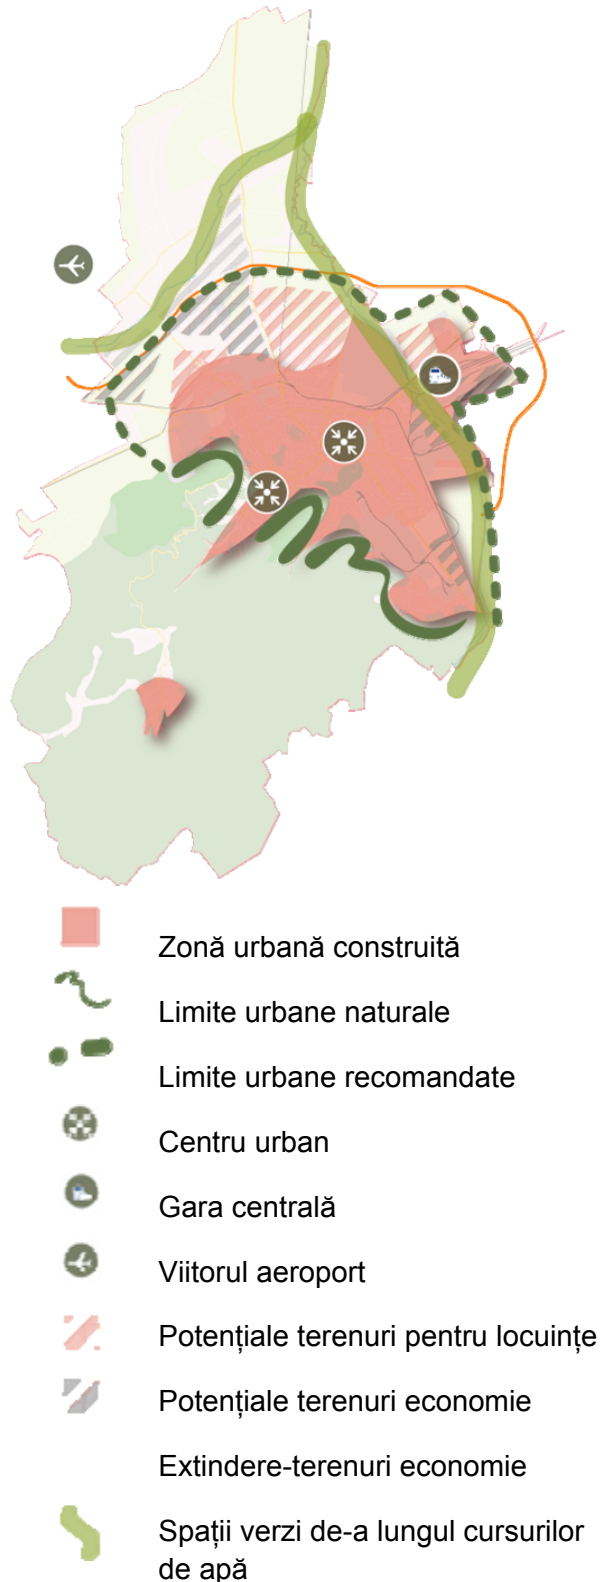 Zonă urbană construită
Limite urbane naturale
Limite urbane recomandate
Centru urban
Gara centrală
Viitorul aeroport
Potențiale terenuri pentru locuințe
Potențiale terenuri economie
Extindere-terenuri economie
Spații verzi de-a lungul cursurilor
de apă